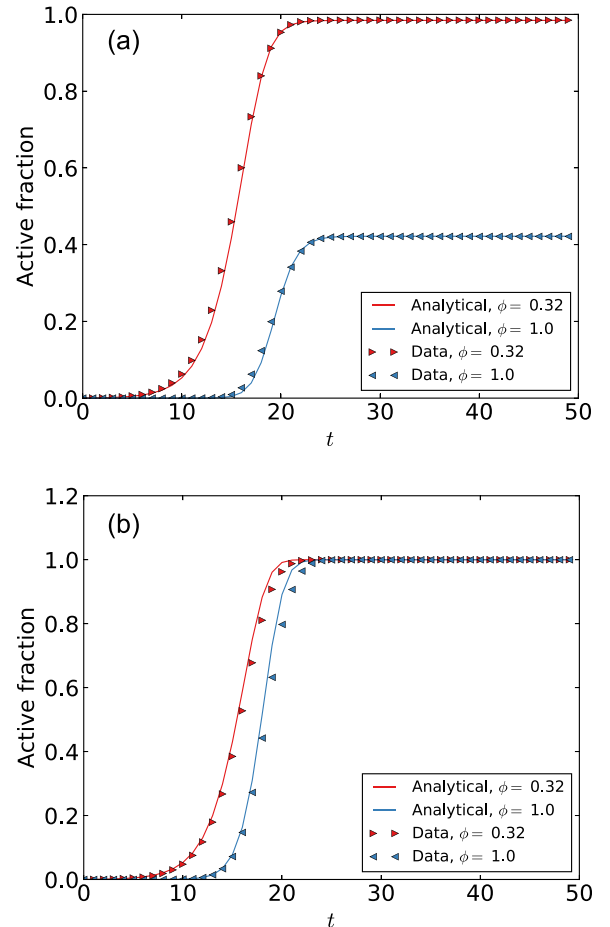 (a)
1.0
0.8
0.6
0.4
0.2
0.0
Active fraction
Analytical, ϕ = 0.32
Analytical, ϕ = 1.0
Data, ϕ = 0.32
Data, ϕ = 1.0
0 10 20 30 40 50
t
(b)
1.2
1.0
0.8
0.6
0.4
0.2
0.0
Active fraction
Analytical, ϕ = 0.32
Analytical, ϕ = 1.0
Data, ϕ = 0.32
Data, ϕ = 1.0
0 10 20 30 40 50
t